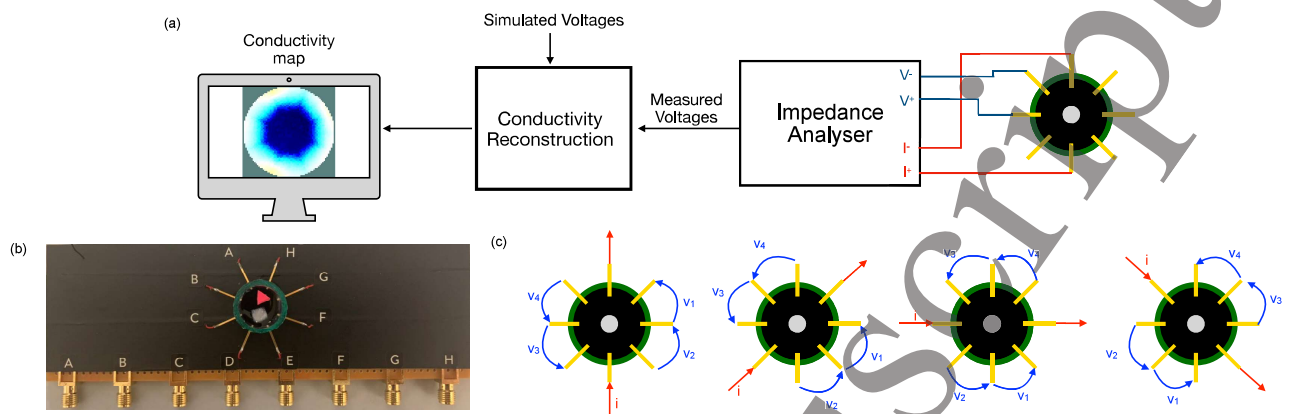 (a)
Simulated Voltages
Conductivity
map
Conductivity
Reconstruction
Measured
Voltages
Impedance
Analyser
V-
V+
I-
I+
(b)
A
H
B
G
C
F
D
E
A
B
C
D
E
F
G
H
(c)
V4
V1
V3
V2
i
V4
V3
V1
V2
i
V3
V4
i
V2
V1
i
V4
V3
V2
V1
script